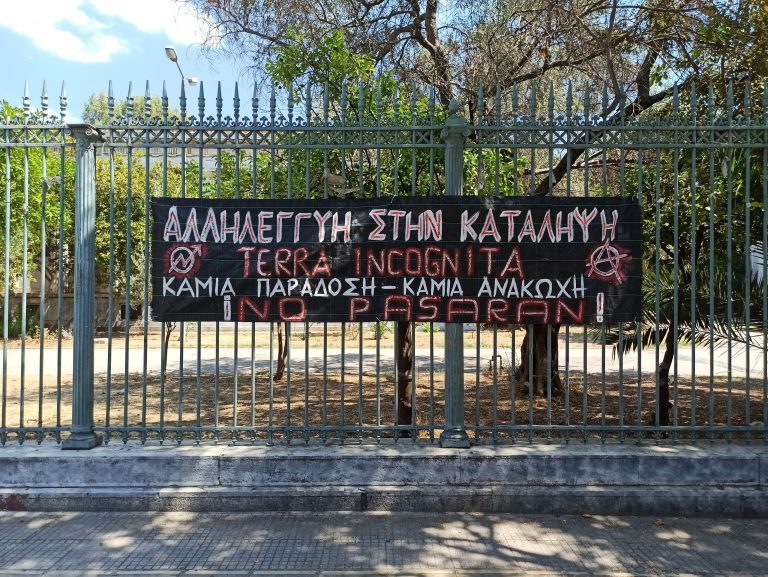 ΑΛΛΗΛΕΓΓΥΗ ΣΤΗΝ ΚΑΤΑΛΗΨΗ
TERRA INCOGNITA
ΚΑΜΙΑ ΠΑΡΑΔΟΣΗ – ΚΑΜΙΑ ΑΝΑΚΩΧΗ
¡NO PASARAN!